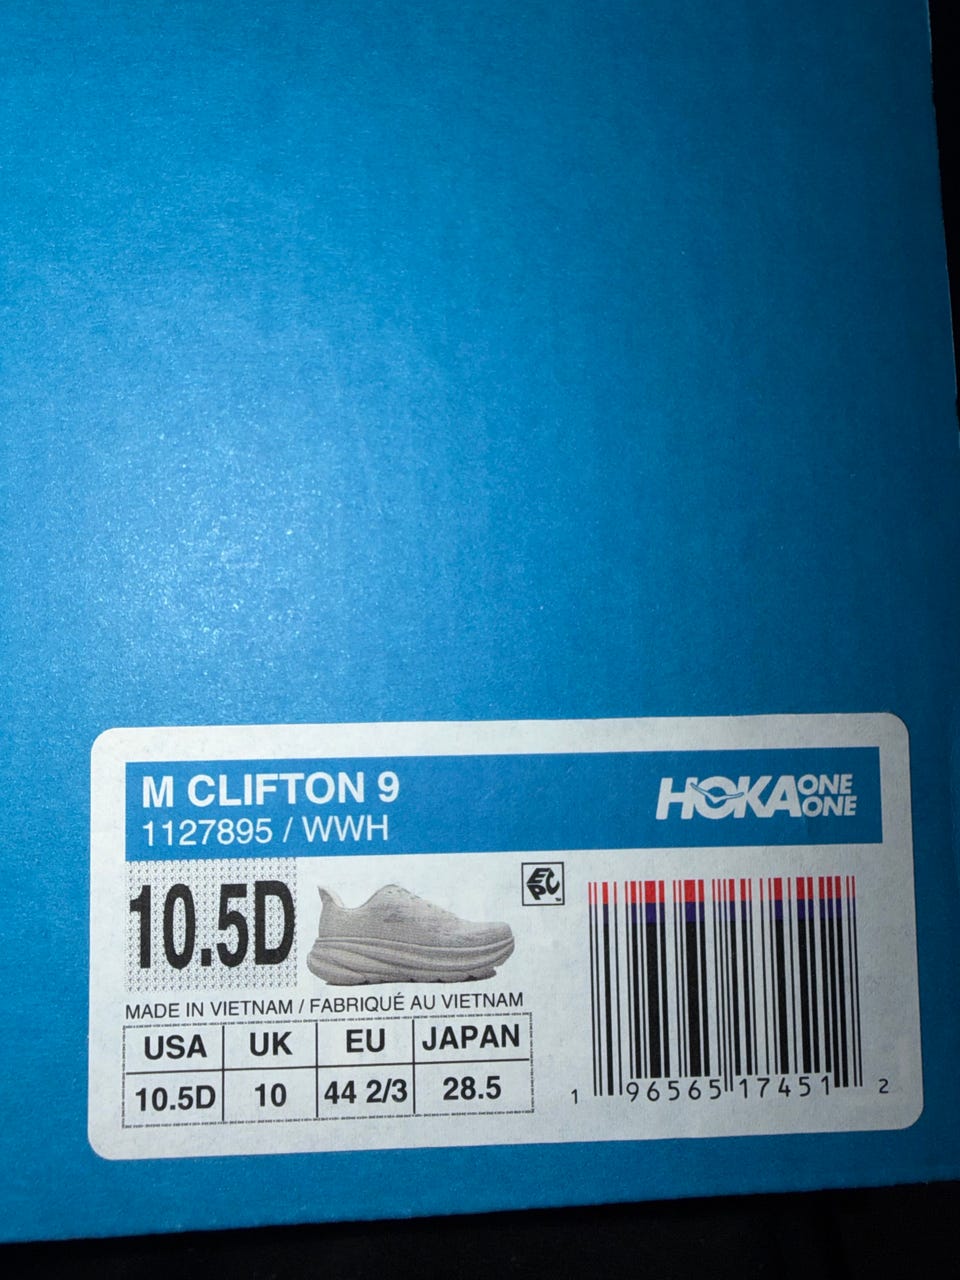 M CLIFTON 9
1127895 / WWH
HOKA ONE ONE
10.5D
EPC
MADE IN VIETNAM / FABRIQUÉ AU VIETNAM
USA UK EU JAPAN
10.5D 10 44 2/3 28.5
1 96565 17451 2